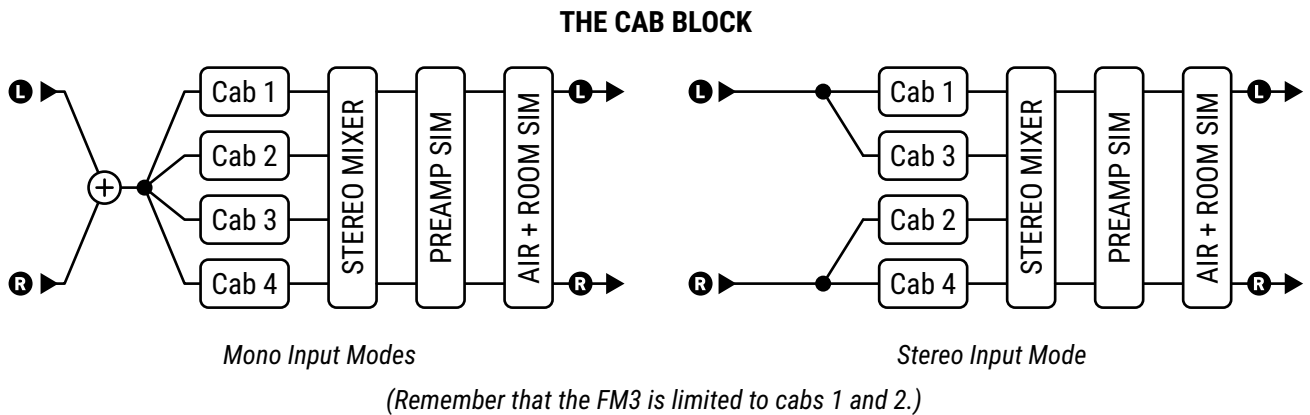 THE CAB BLOCK
L
Cab 1
Cab 2
Cab 3
Cab 4
R
+
STEREO MIXER
PREAMP SIM
AIR + ROOM SIM
L
R
Mono Input Modes
L
Cab 1
Cab 3
Cab 2
Cab 4
R
STEREO MIXER
PREAMP SIM
AIR + ROOM SIM
L
R
Stereo Input Mode
(Remember that the FM3 is limited to cabs 1 and 2.)